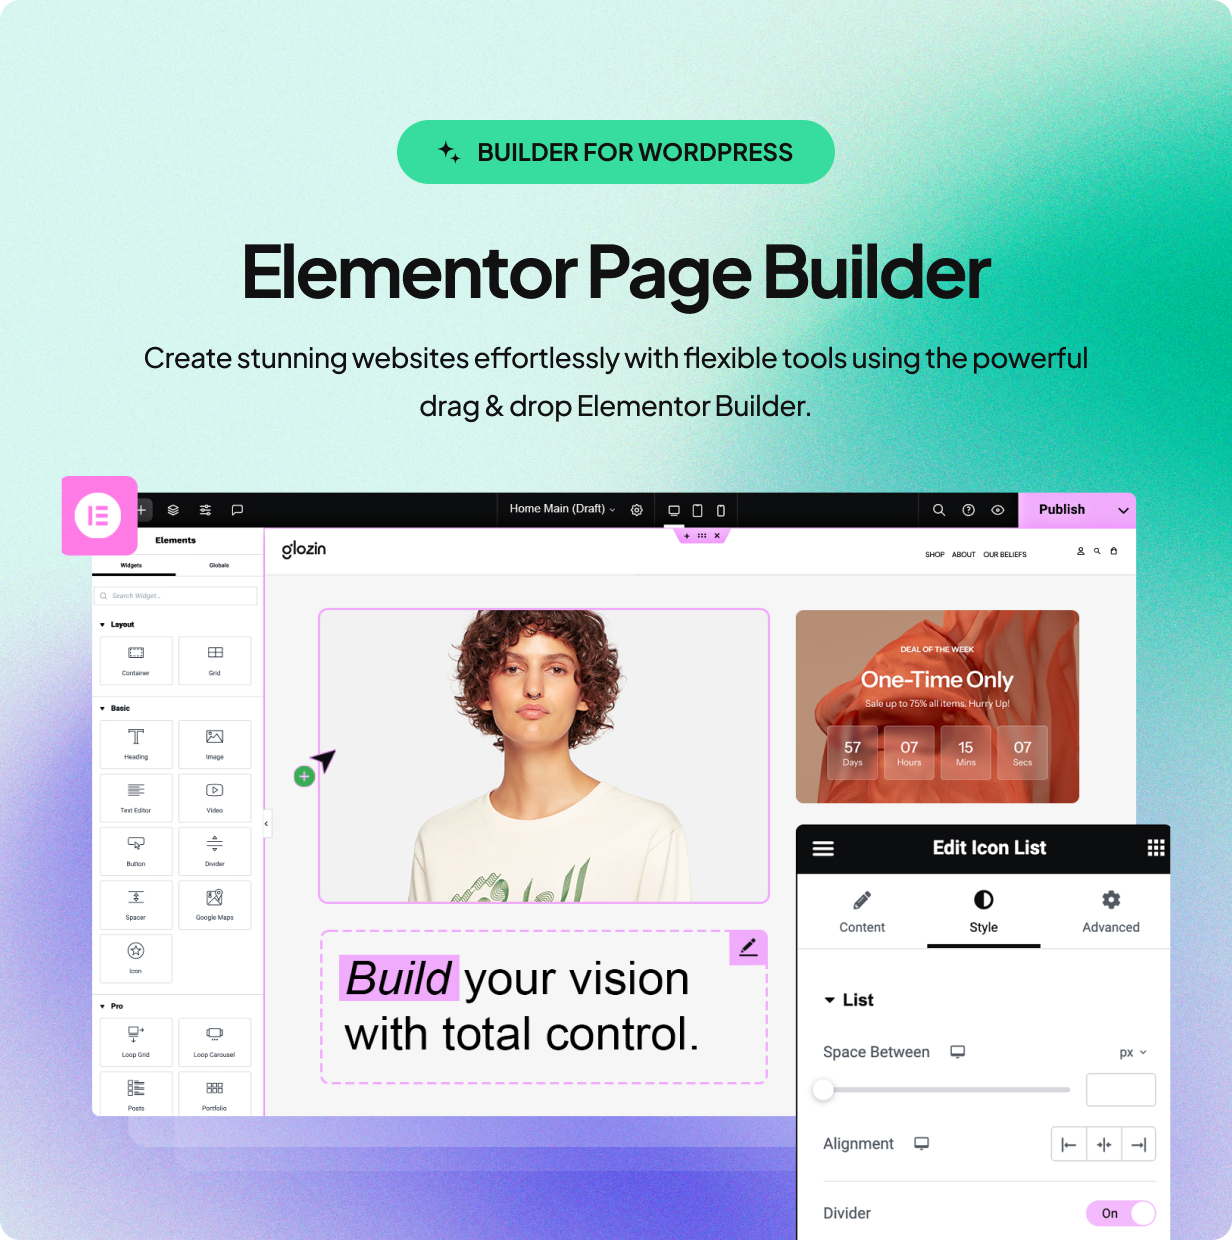 BUILDER FOR WORDPRESS
Elementor Page Builder
Create stunning websites effortlessly with flexible tools using the powerful
drag & drop Elementor Builder.
Home Main (Draft)
Publish
Elements
Widgets
Globals
Search Widget...
Layout
Container
Grid
Basic
Heading
Image
Text Editor
Video
Button
Divider
Spacer
Google Maps
Icon
Pro
Loop Grid
Loop Carousel
Posts
Portfolio
glozin
SHOP ABOUT OUR BELIEFS
DEAL OF THE WEEK
One-Time Only
Sale up to 75% all items. Hurry Up!
57 07 15 07
Days Hours Mins Secs
Build your vision
with total control.
Edit Icon List
Content Style Advanced
List
Space Between px
Alignment
Divider On